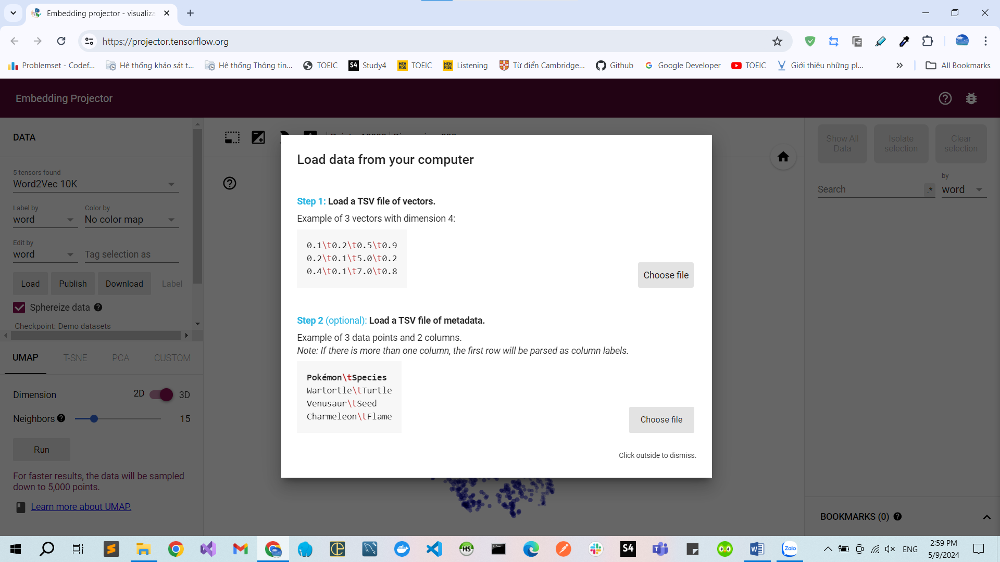 Embedding projector - visualiza
https://projector.tensorflow.org
Problemset - Codef...
Hệ thống khảo sát t...
Hệ thống Thông tin...
TOEIC
S4 Study4
MEM RISE TOEIC
MEM RISE Listening
Từ điển Cambridge...
Github
Google Developer
TOEIC
Giới thiệu những pl...
All Bookmarks
Embedding Projector
DATA
5 tensors found
Word2Vec 10K
Label by
word
Color by
No color map
Edit by
word
Tag selection as
Load
Publish
Download
Label
Sphereize data
Checkpoint: Demo datasets
UMAP
T-SNE
PCA
CUSTOM
Dimension
2D
3D
Neighbors
15
Run
For faster results, the data will be sampled
down to 5,000 points.
Learn more about UMAP.
Load data from your computer
Step 1: Load a TSV file of vectors.
Example of 3 vectors with dimension 4:
0.1\t0.2\t0.5\t0.9
0.2\t0.1\t5.0\t0.2
0.4\t0.1\t7.0\t0.8
Choose file
Step 2 (optional): Load a TSV file of metadata.
Example of 3 data points and 2 columns.
Note: If there is more than one column, the first row will be parsed as column labels.
Pokémon\tSpecies
Wartortle\tTurtle
Venusaur\tSeed
Charmeleon\tFlame
Choose file
Click outside to dismiss.
Show All
Data
Isolate
selection
Clear
selection
Search
.*
by
word
BOOKMARKS (0)
HS
S4
Zalo
ENG
2:59 PM
5/9/2024